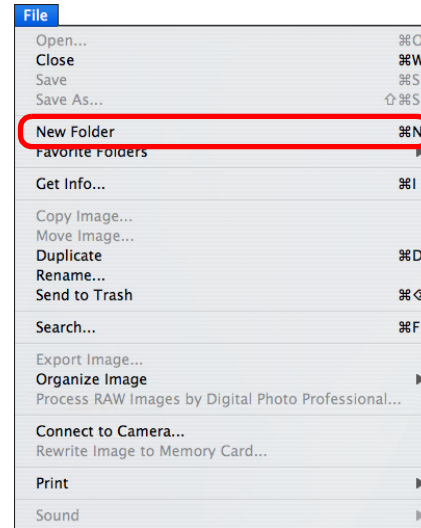 File
Open... ⌘O
Close ⌘W
Save ⌘S
Save As... ⇧⌘S
New Folder ⌘N
Favorite Folders
Get Info... ⌘I
Copy Image...
Move Image...
Duplicate ⌘D
Rename...
Send to Trash ⌘
Search... ⌘F
Export Image...
Organize Image
Process RAW Images by Digital Photo Professional...
Connect to Camera...
Rewrite Image to Memory Card...
Print
Sound